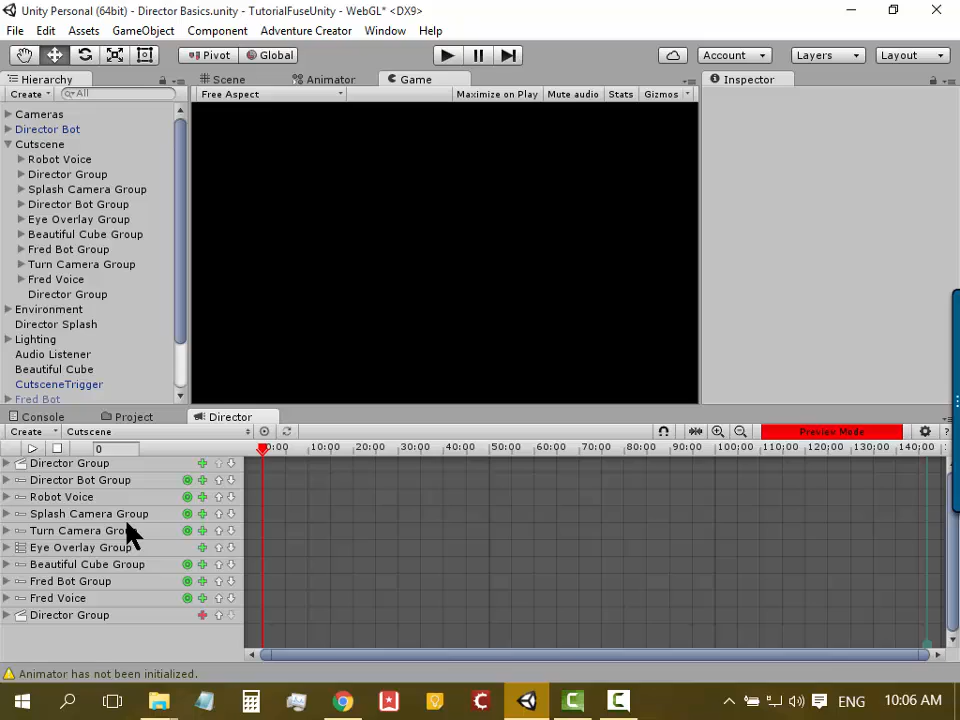 Unity Personal (64bit) - Director Basics.unity - TutorialFuseUnity - WebGL* <DX9>
File Edit Assets GameObject Component Adventure Creator Window Help
Pivot Global Account Layers Layout
Hierarchy Scene Animator Game Inspector
Create All Free Aspect Maximize on Play Mute audio Stats Gizmos
Cameras
Director Bot
Cutscene
Robot Voice
Director Group
Splash Camera Group
Director Bot Group
Eye Overlay Group
Beautiful Cube Group
Fred Bot Group
Turn Camera Group
Fred Voice
Director Group
Environment
Director Splash
Lighting
Audio Listener
Beautiful Cube
CutsceneTrigger
Fred Bot
Console Project Director
Create Cutscene Preview Mode ?
0 0:00 10:00 20:00 30:00 40:00 50:00 60:00 70:00 80:00 90:00 100:00 110:00 120:00 130:00 140:00
Director Group
Director Bot Group
Robot Voice
Splash Camera Group
Turn Camera Group
Eye Overlay Group
Beautiful Cube Group
Fred Bot Group
Fred Voice
Director Group
Animator has not been initialized.
ENG 10:06 AM